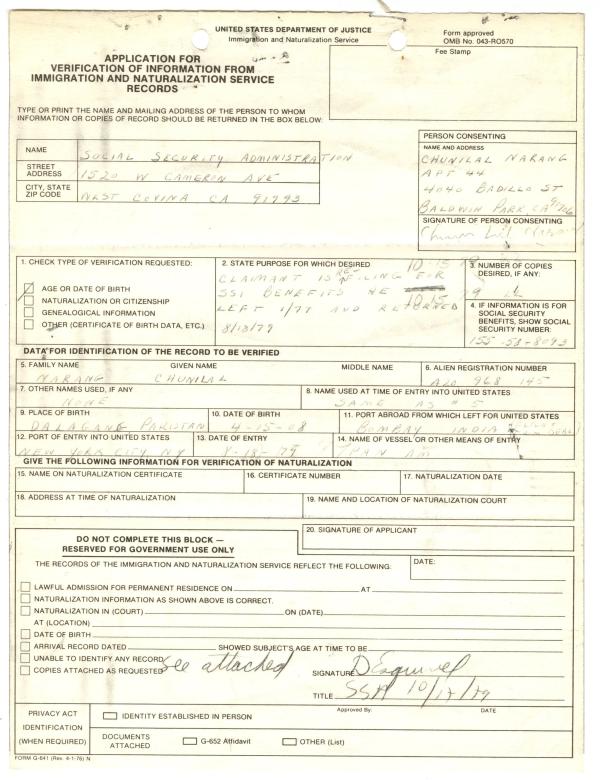 UNITED STATES DEPARTMENT OF JUSTICE
Immigration and Naturalization Service
Form approved
OMB No. 043-RO570
Fee Stamp
APPLICATION FOR
VERIFICATION OF INFORMATION FROM
IMMIGRATION AND NATURALIZATION SERVICE
RECORDS
TYPE OR PRINT THE NAME AND MAILING ADDRESS OF THE PERSON TO WHOM
INFORMATION OR COPIES OF RECORD SHOULD BE RETURNED IN THE BOX BELOW:
NAME SOCIAL SECURITY ADMINISTRATION
STREET ADDRESS 1520 W CAMERON AVE
CITY, STATE ZIP CODE WEST COVINA CA 91793
PERSON CONSENTING
NAME AND ADDRESS
CHUNILAL NARANG
APT 44
4040 BADILLO ST
BALDWIN PARK, CA 91706
SIGNATURE OF PERSON CONSENTING
1. CHECK TYPE OF VERIFICATION REQUESTED:
AGE OR DATE OF BIRTH
NATURALIZATION OR CITIZENSHIP
GENEALOGICAL INFORMATION
OTHER (CERTIFICATE OF BIRTH DATA, ETC.)
2. STATE PURPOSE FOR WHICH DESIRED
CLAIMANT IS RE-FILING FOR
SSI BENEFITS HE
LEFT 1/71 AND RETURNED
8/18/79
3. NUMBER OF COPIES
DESIRED, IF ANY:
4. IF INFORMATION IS FOR
SOCIAL SECURITY
BENEFITS, SHOW SOCIAL
SECURITY NUMBER:
155-58-8093
DATA FOR IDENTIFICATION OF THE RECORD TO BE VERIFIED
5. FAMILY NAME GIVEN NAME MIDDLE NAME
NARANG CHUNILAL
6. ALIEN REGISTRATION NUMBER
A20 968 145
7. OTHER NAMES USED, IF ANY
NONE
8. NAME USED AT TIME OF ENTRY INTO UNITED STATES
SAME AS # 5
9. PLACE OF BIRTH
DALAGANG PAKISTAN
10. DATE OF BIRTH
4-15-08
11. PORT ABROAD FROM WHICH LEFT FOR UNITED STATES
BOMBAY INDIA
12. PORT OF ENTRY INTO UNITED STATES
NEW YORK CITY NY
13. DATE OF ENTRY
8-18-79
14. NAME OF VESSEL OR OTHER MEANS OF ENTRY
PAN AM
GIVE THE FOLLOWING INFORMATION FOR VERIFICATION OF NATURALIZATION
15. NAME ON NATURALIZATION CERTIFICATE
16. CERTIFICATE NUMBER
17. NATURALIZATION DATE
18. ADDRESS AT TIME OF NATURALIZATION
19. NAME AND LOCATION OF NATURALIZATION COURT
20. SIGNATURE OF APPLICANT
DO NOT COMPLETE THIS BLOCK —
RESERVED FOR GOVERNMENT USE ONLY
THE RECORDS OF THE IMMIGRATION AND NATURALIZATION SERVICE REFLECT THE FOLLOWING:
DATE:
LAWFUL ADMISSION FOR PERMANENT RESIDENCE ON AT
NATURALIZATION INFORMATION AS SHOWN ABOVE IS CORRECT.
NATURALIZATION IN (COURT) ON (DATE)
AT (LOCATION)
DATE OF BIRTH
ARRIVAL RECORD DATED SHOWED SUBJECT'S AGE AT TIME TO BE
UNABLE TO IDENTIFY ANY RECORD
COPIES ATTACHED AS REQUESTED See attached
SIGNATURE D Esquivel
TITLE SSA 10/17/79
Approved By: DATE
PRIVACY ACT
IDENTIFICATION
(WHEN REQUIRED)
IDENTITY ESTABLISHED IN PERSON
DOCUMENTS
ATTACHED
G-652 Affidavit
OTHER (List)
FORM G-641 (Rev. 4-1-76) N